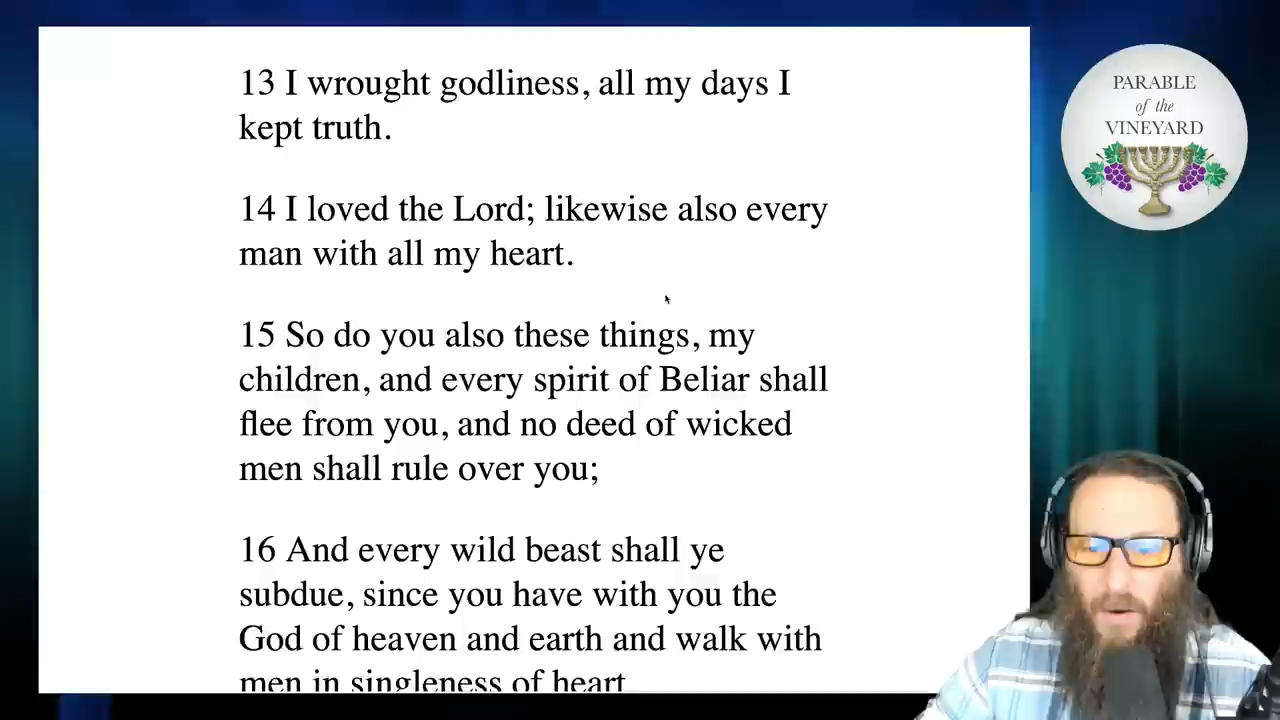 13 I wrought godliness, all my days I
kept truth.
14 I loved the Lord; likewise also every
man with all my heart.
15 So do you also these things, my
children, and every spirit of Beliar shall
flee from you, and no deed of wicked
men shall rule over you;
16 And every wild beast shall ye
subdue, since you have with you the
God of heaven and earth and walk with
men in singleness of heart
PARABLE
of the
VINEYARD